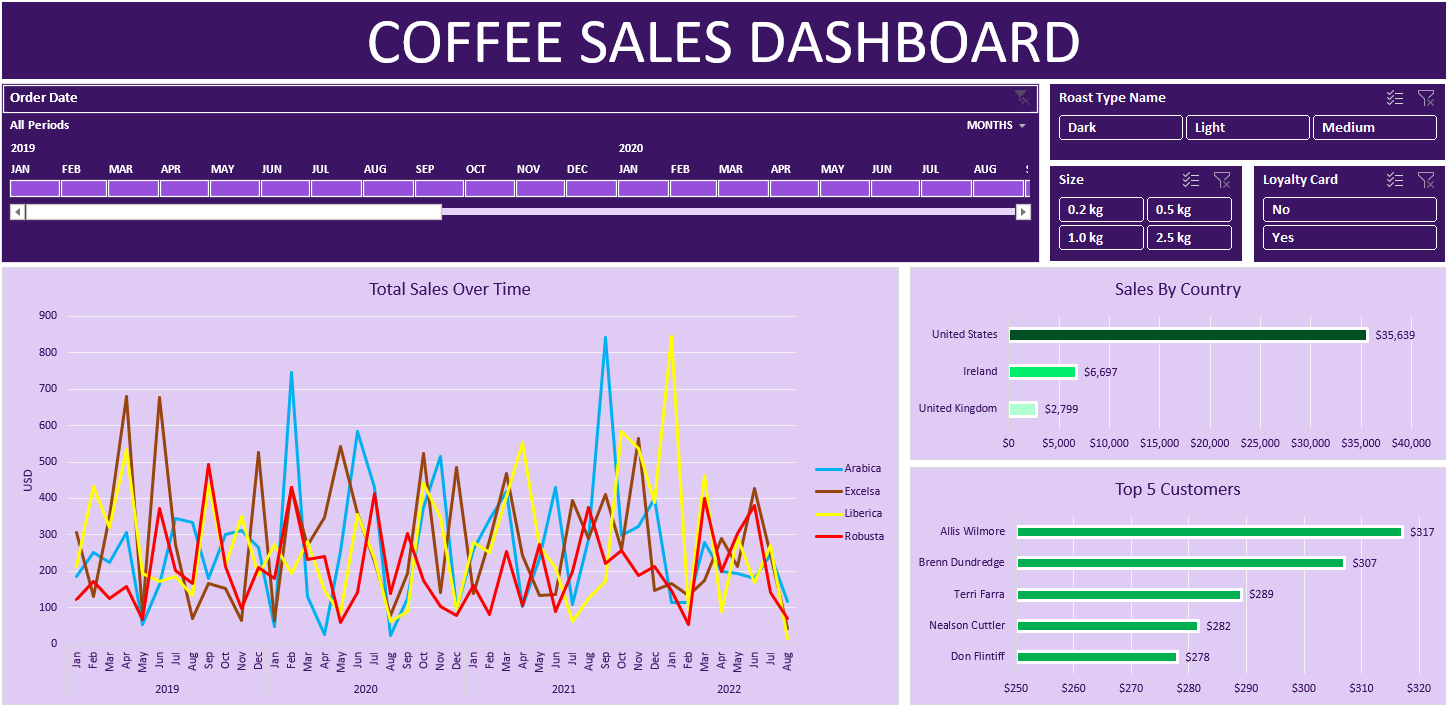 COFFEE SALES DASHBOARD
Order Date
All Periods MONTHS
2019 2020
JAN FEB MAR APR MAY JUN JUL AUG SEP OCT NOV DEC JAN FEB MAR APR MAY JUN JUL AUG
Roast Type Name
Dark Light Medium
Size
0.2 kg 0.5 kg
1.0 kg 2.5 kg
Loyalty Card
No
Yes
Total Sales Over Time
900
800
700
600
500
400
300
200
100
0
USD
Jan Feb Mar Apr May Jun Jul Aug Sep Oct Nov Dec Jan Feb Mar Apr May Jun Jul Aug Sep Oct Nov Dec Jan Feb Mar Apr May Jun Jul Aug Sep Oct Nov Dec Jan Feb Mar Apr May Jun Jul Aug
2019 2020 2021 2022
Arabica
Excelsa
Liberica
Robusta
Sales By Country
United States $35,639
Ireland $6,697
United Kingdom $2,799
$0 $5,000 $10,000 $15,000 $20,000 $25,000 $30,000 $35,000 $40,000
Top 5 Customers
Allis Wilmore $317
Brenn Dundredge $307
Terri Farra $289
Nealson Cuttler $282
Don Flintiff $278
$250 $260 $270 $280 $290 $300 $310 $320